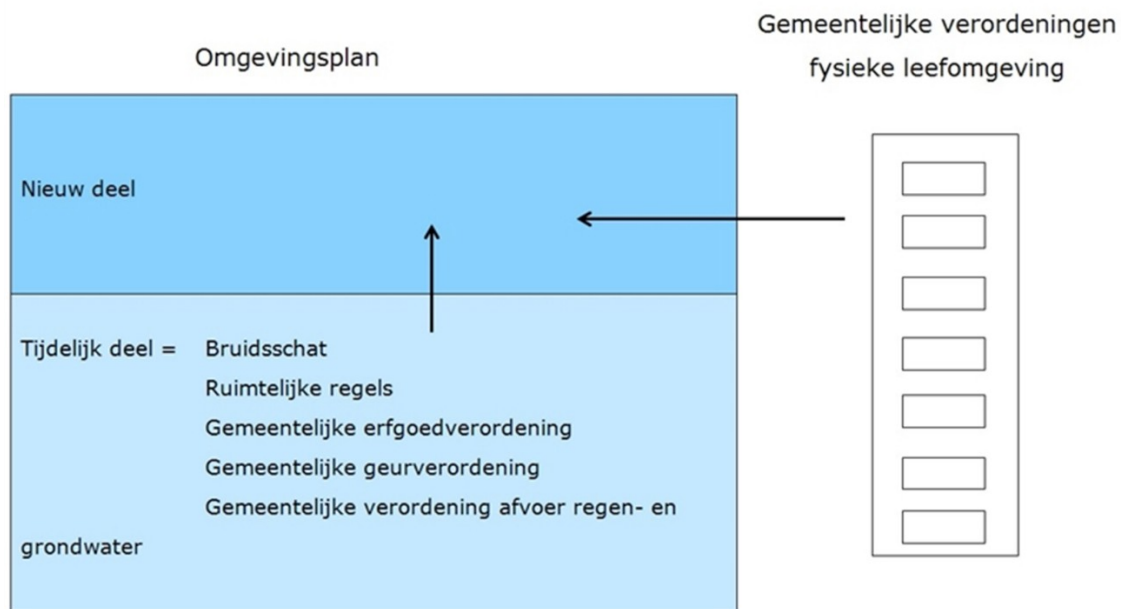 Omgevingsplan
Gemeentelijke verordeningen
fysieke leefomgeving
Nieuw deel
Tijdelijk deel = Bruidsschat
Ruimtelijke regels
Gemeentelijke erfgoedverordening
Gemeentelijke geurverordening
Gemeentelijke verordening afvoer regen- en
grondwater